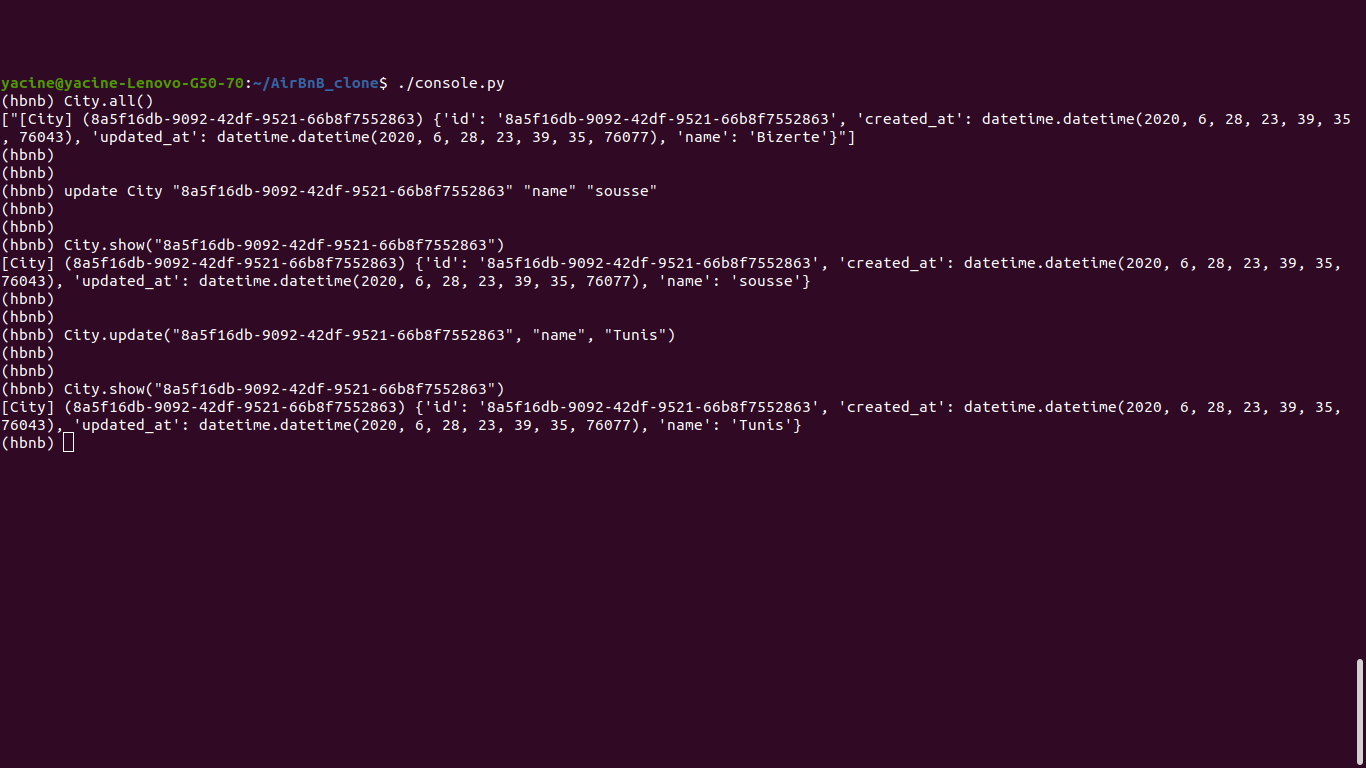 yacine@yacine-Lenovo-G50-70:~/AirBnB_clone$ ./console.py
(hbnb) City.all()
["[City] (8a5f16db-9092-42df-9521-66b8f7552863) {'id': '8a5f16db-9092-42df-9521-66b8f7552863', 'created_at': datetime.datetime(2020, 6, 28, 23, 39, 35
, 76043), 'updated_at': datetime.datetime(2020, 6, 28, 23, 39, 35, 76077), 'name': 'Bizerte'}"]
(hbnb)
(hbnb)
(hbnb) update City "8a5f16db-9092-42df-9521-66b8f7552863" "name" "sousse"
(hbnb)
(hbnb)
(hbnb) City.show("8a5f16db-9092-42df-9521-66b8f7552863")
[City] (8a5f16db-9092-42df-9521-66b8f7552863) {'id': '8a5f16db-9092-42df-9521-66b8f7552863', 'created_at': datetime.datetime(2020, 6, 28, 23, 39, 35,
76043), 'updated_at': datetime.datetime(2020, 6, 28, 23, 39, 35, 76077), 'name': 'sousse'}
(hbnb)
(hbnb)
(hbnb) City.update("8a5f16db-9092-42df-9521-66b8f7552863", "name", "Tunis")
(hbnb)
(hbnb)
(hbnb) City.show("8a5f16db-9092-42df-9521-66b8f7552863")
[City] (8a5f16db-9092-42df-9521-66b8f7552863) {'id': '8a5f16db-9092-42df-9521-66b8f7552863', 'created_at': datetime.datetime(2020, 6, 28, 23, 39, 35,
76043), 'updated_at': datetime.datetime(2020, 6, 28, 23, 39, 35, 76077), 'name': 'Tunis'}
(hbnb)